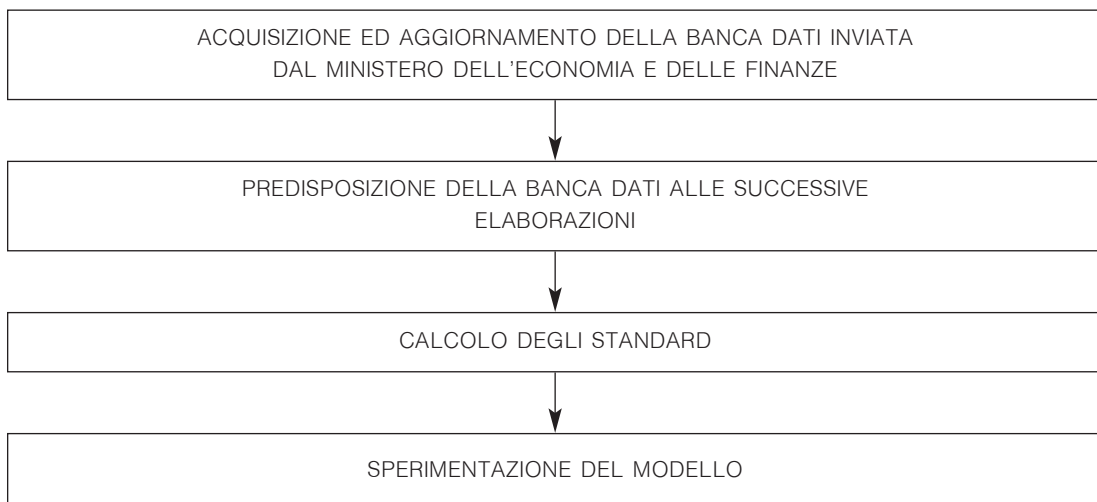 ACQUISIZIONE ED AGGIORNAMENTO DELLA BANCA DATI INVIATA
DAL MINISTERO DELL'ECONOMIA E DELLE FINANZE
PREDISPOSIZIONE DELLA BANCA DATI ALLE SUCCESSIVE
ELABORAZIONI
CALCOLO DEGLI STANDARD
SPERIMENTAZIONE DEL MODELLO